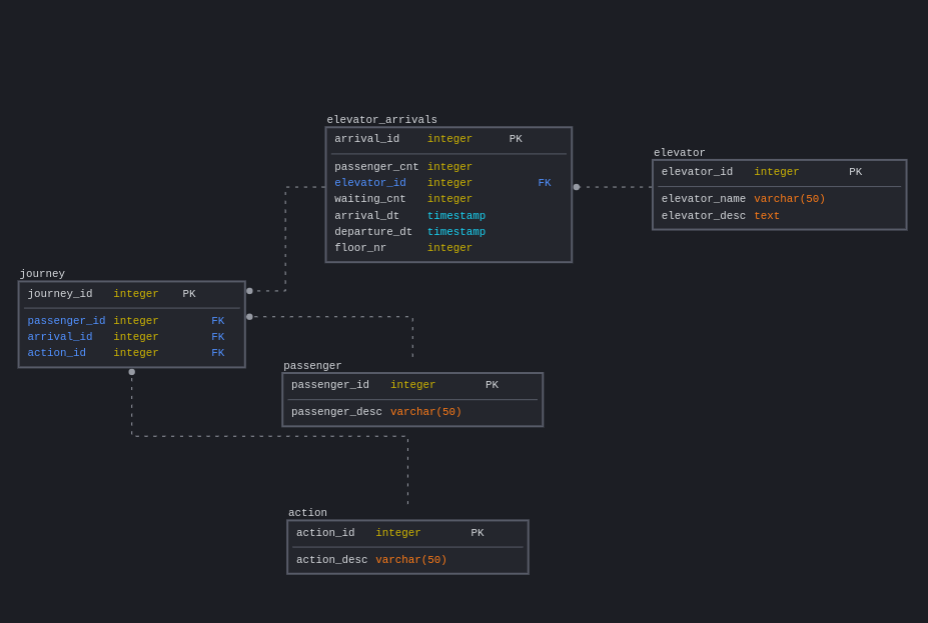 elevator_arrivals
arrival_id integer PK
passenger_cnt integer
elevator_id integer FK
waiting_cnt integer
arrival_dt timestamp
departure_dt timestamp
floor_nr integer
elevator
elevator_id integer PK
elevator_name varchar(50)
elevator_desc text
journey
journey_id integer PK
passenger_id integer FK
arrival_id integer FK
action_id integer FK
passenger
passenger_id integer PK
passenger_desc varchar(50)
action
action_id integer PK
action_desc varchar(50)